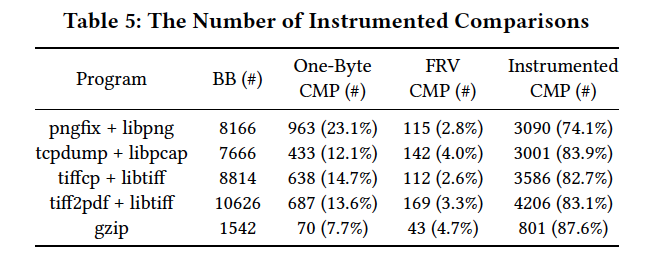 Table 5: The Number of Instrumented Comparisons
Program BB (#) One-Byte CMP (#) FRV CMP (#) Instrumented CMP (#)
pngfix + libpng 8166 963 (23.1%) 115 (2.8%) 3090 (74.1%)
tcpdump + libpcap 7666 433 (12.1%) 142 (4.0%) 3001 (83.9%)
tiffcp + libtiff 8814 638 (14.7%) 112 (2.6%) 3586 (82.7%)
tiff2pdf + libtiff 10626 687 (13.6%) 169 (3.3%) 4206 (83.1%)
gzip 1542 70 (7.7%) 43 (4.7%) 801 (87.6%)